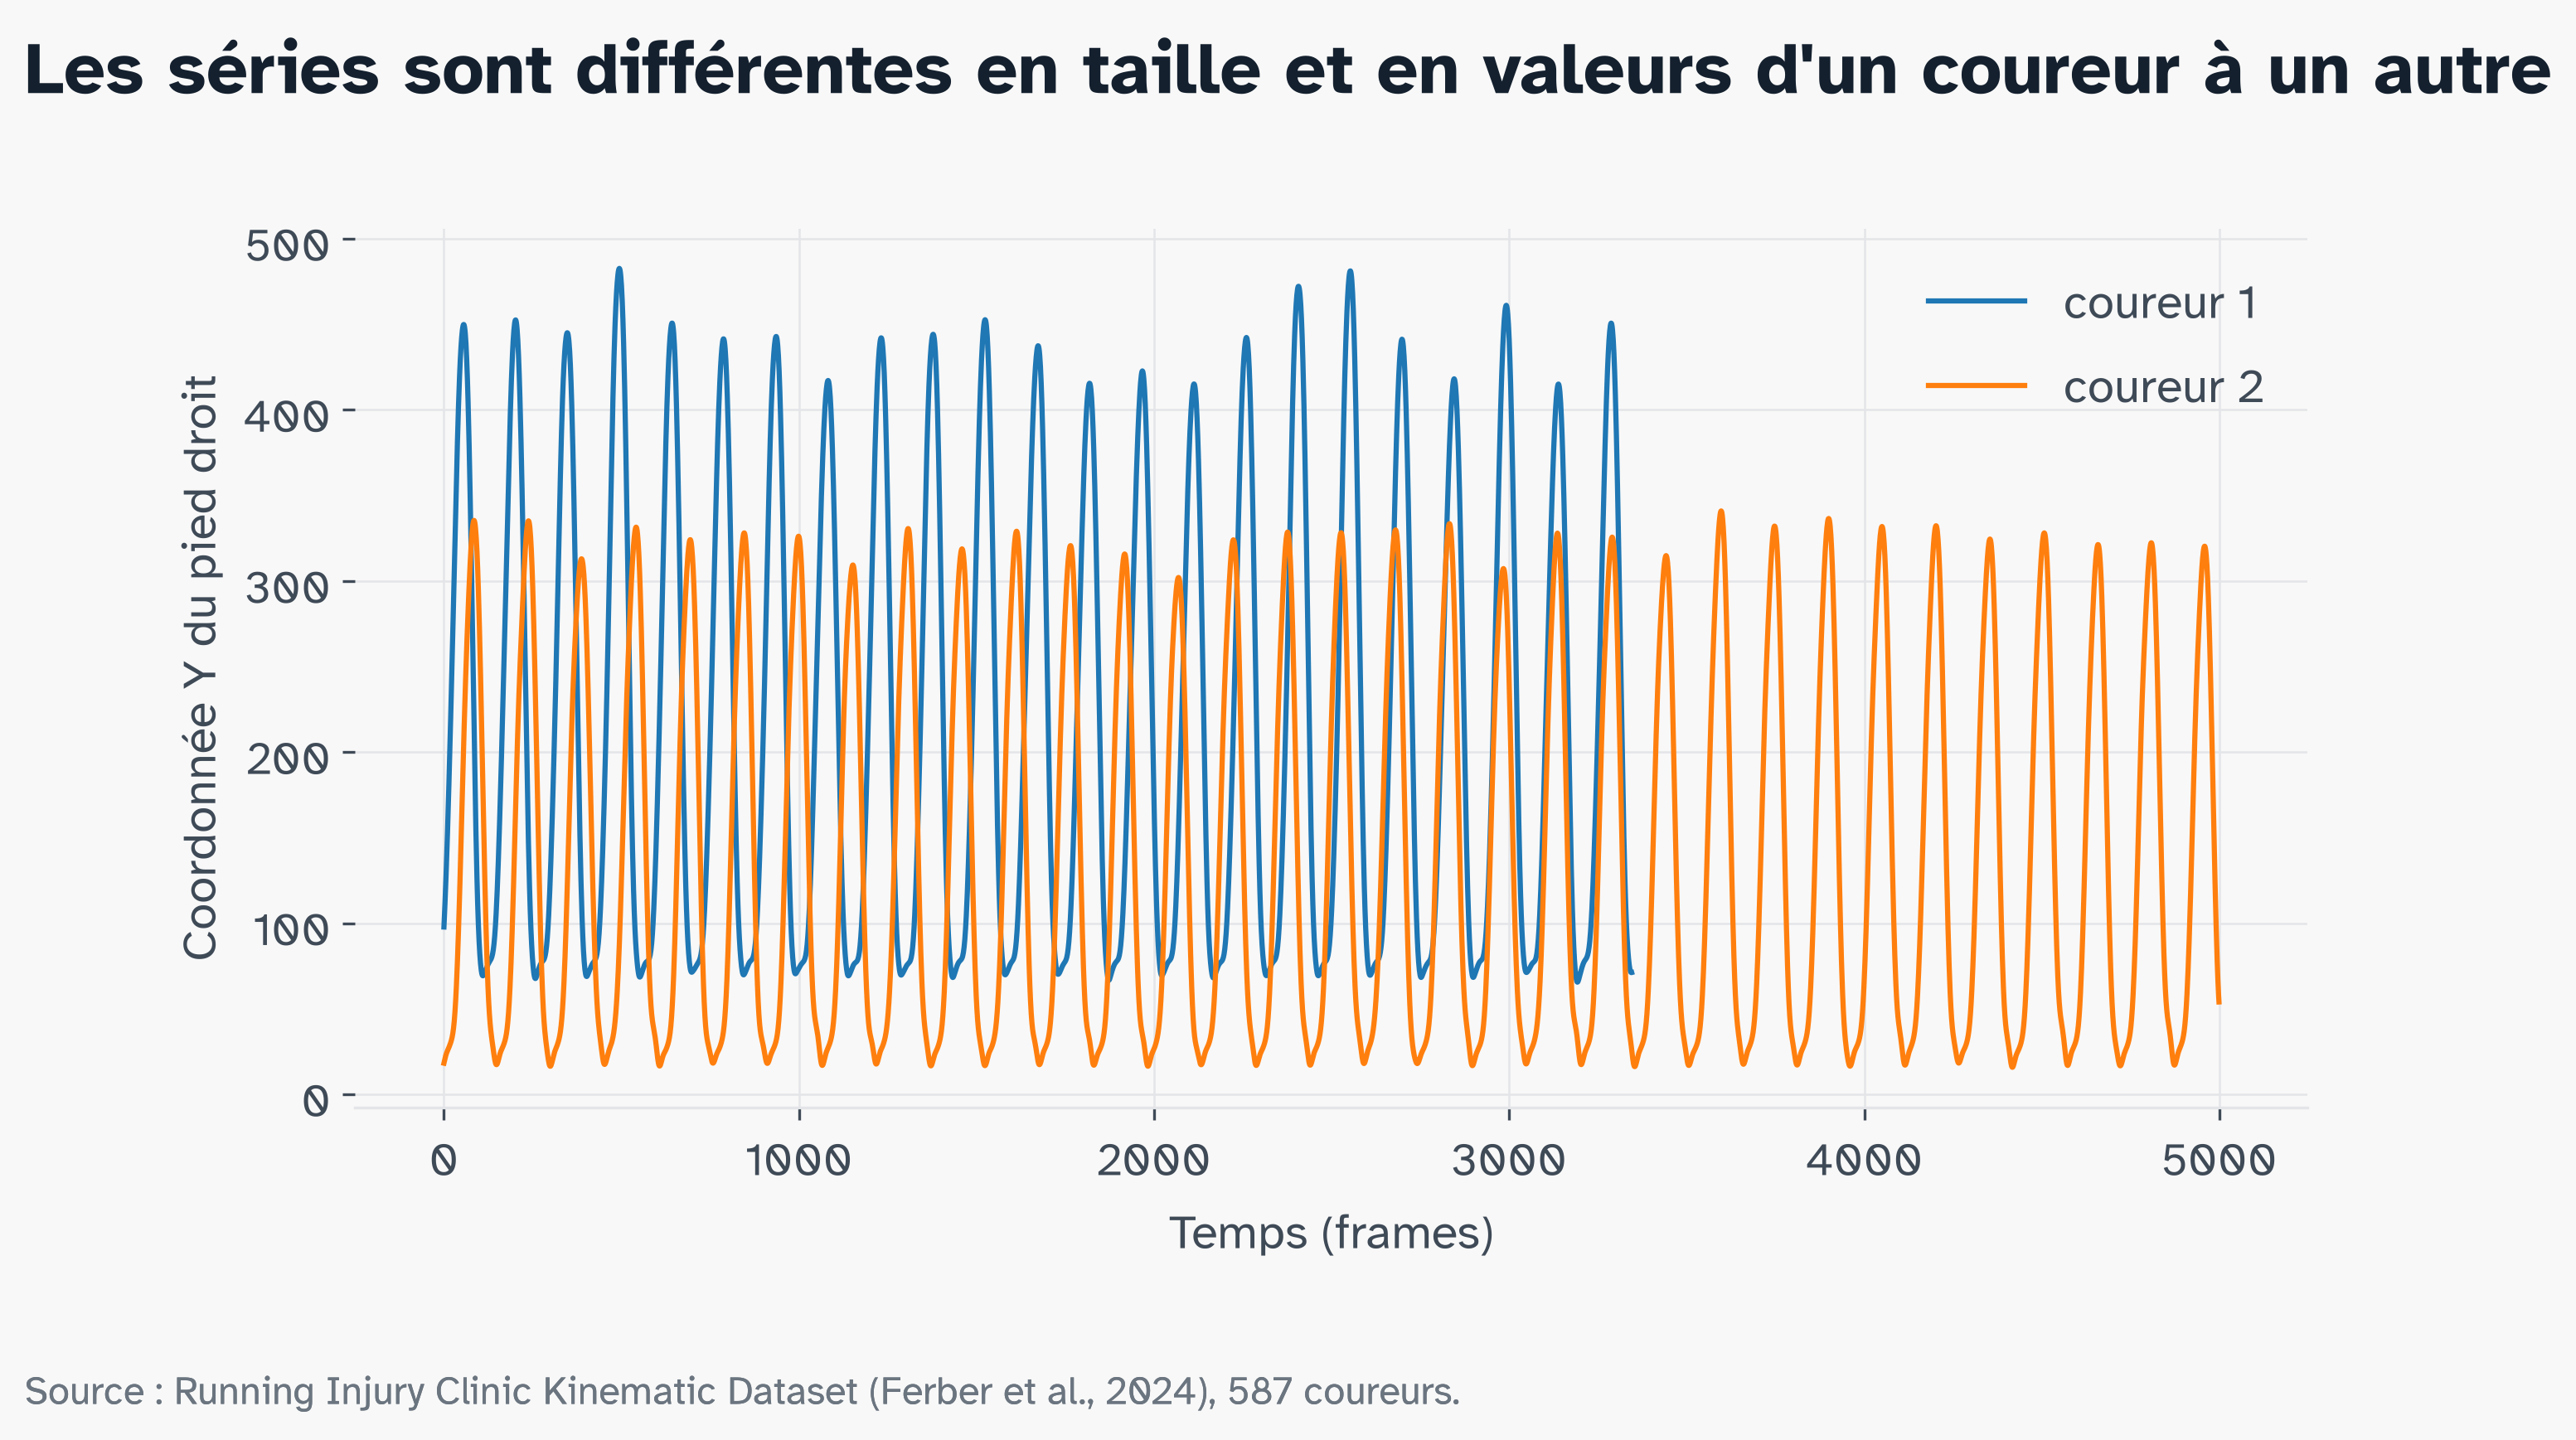 Les séries sont différentes en taille et en valeurs d'un coureur à un autre
500
400
300
200
100
0
Coordonnée Y du pied droit
coureur 1
coureur 2
0 1000 2000 3000 4000 5000
Temps (frames)
Source : Running Injury Clinic Kinematic Dataset (Ferber et al., 2024), 587 coureurs.